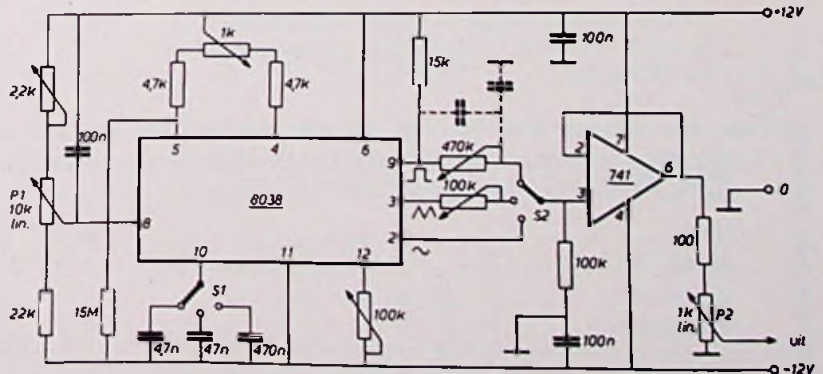 +12V
1k
100n
15k
2,2k
4,7k
4,7k
100n
5
4
6
9
470k
2
7
741
6
P1
10k
lin.
8
8038
3
100k
S2
3
4
0
2
10
11
12
100
S1
100k
22k
15M
100k
1k
lin.
P2
4,7n
47n
470n
100n
uit
-12V